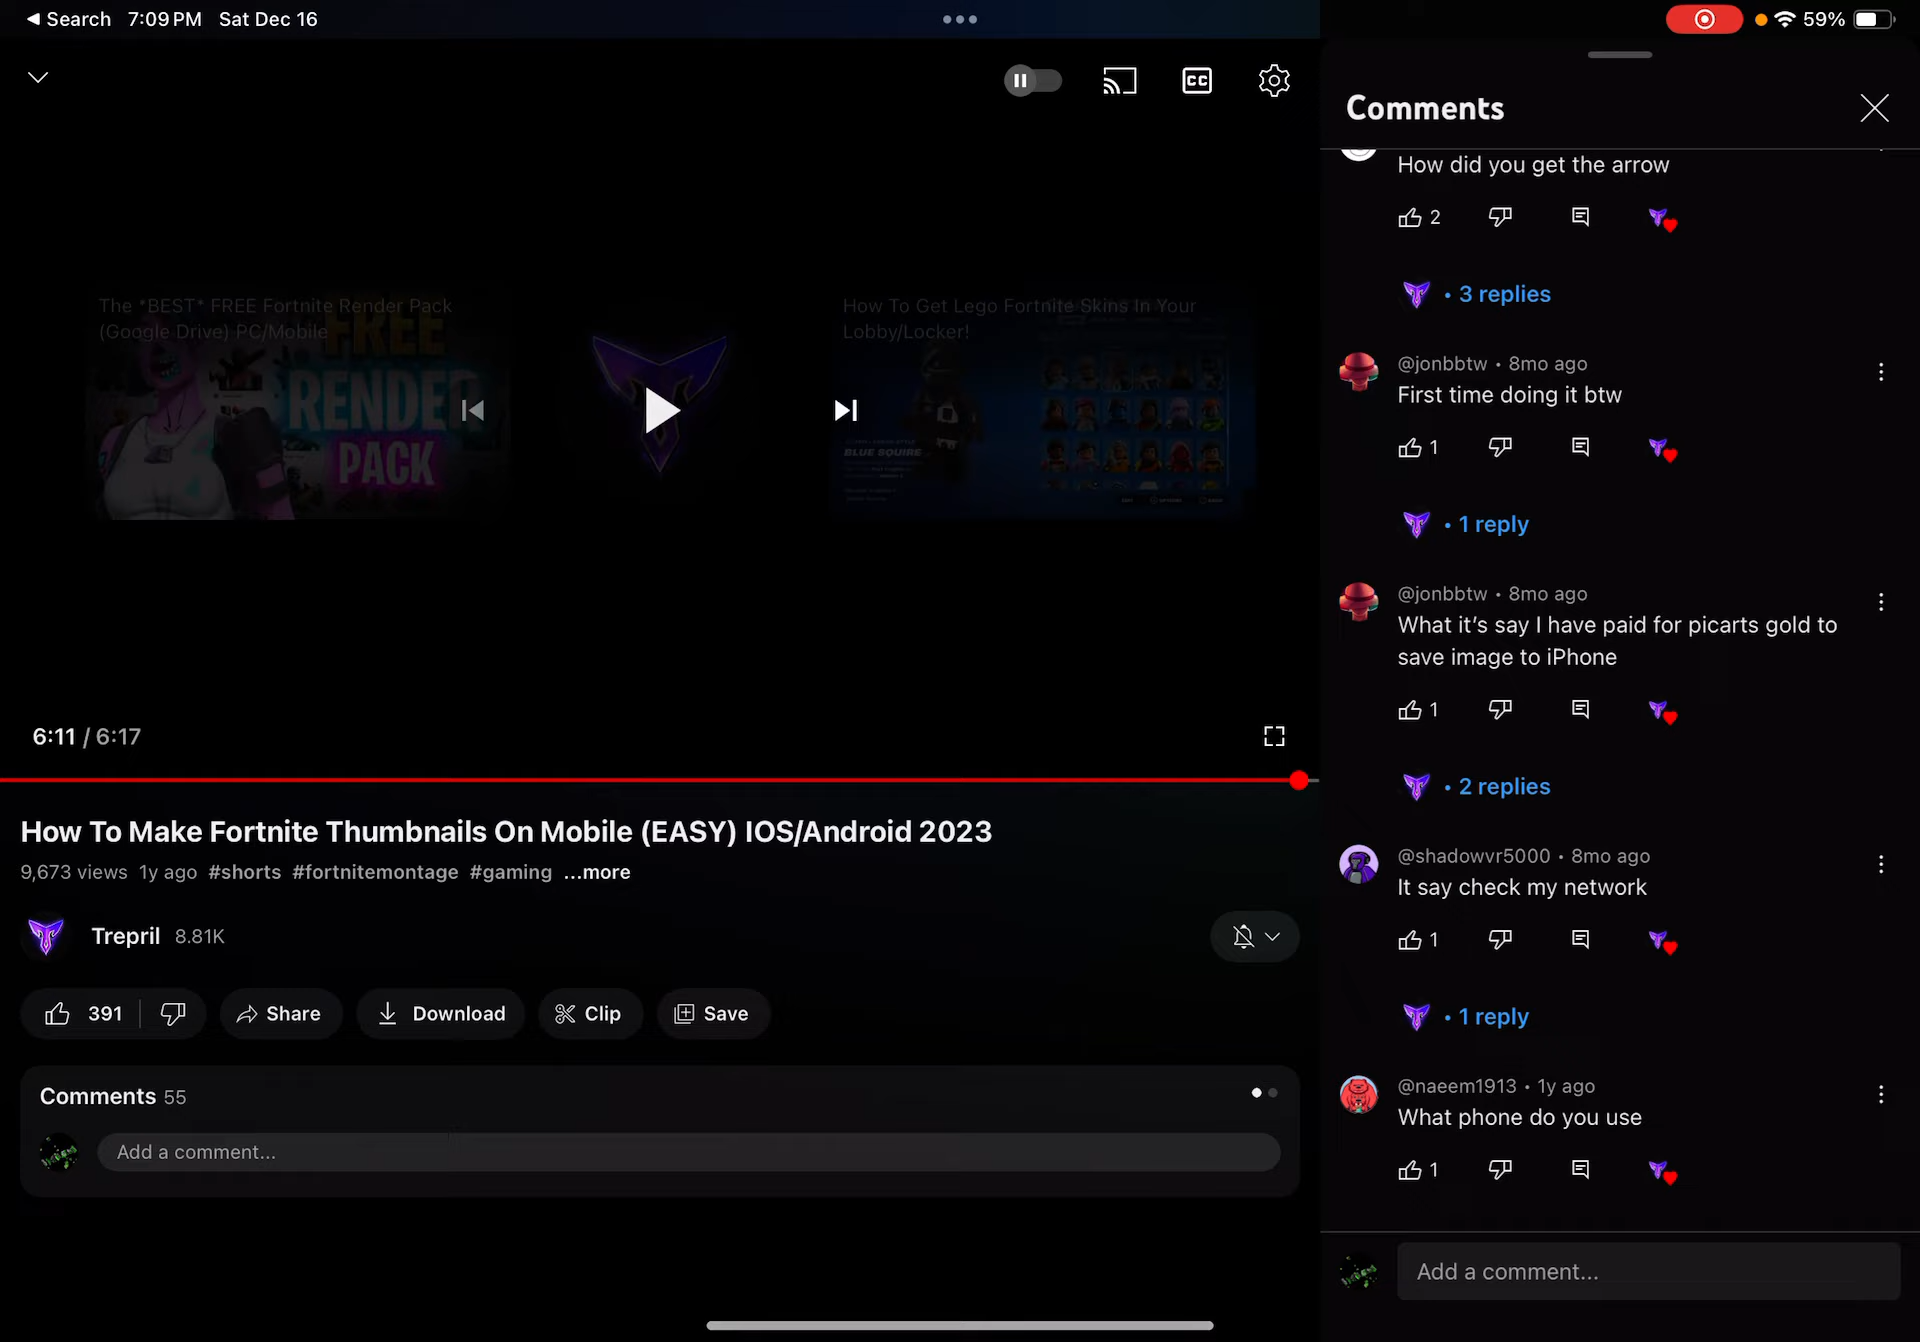 Search 7:09 PM Sat Dec 16
59%
CC
The *BEST* FREE Fortnite Render Pack
(Google Drive) PC/Mobile
FREE
RENDER
PACK
How To Get Lego Fortnite Skins In Your
Lobby/Locker!
BLUE SQUIRE
6:11 / 6:17
How To Make Fortnite Thumbnails On Mobile (EASY) IOS/Android 2023
9,673 views 1y ago #shorts #fortnitemontage #gaming ...more
Trepril 8.81K
391
Share
Download
Clip
Save
Comments 55
Add a comment...
Comments
How did you get the arrow
2
• 3 replies
@jonbbtw • 8mo ago
First time doing it btw
1
• 1 reply
@jonbbtw • 8mo ago
What it’s say I have paid for picarts gold to
save image to iPhone
1
• 2 replies
@shadowvr5000 • 8mo ago
It say check my network
1
• 1 reply
@naeem1913 • 1y ago
What phone do you use
1
Add a comment...